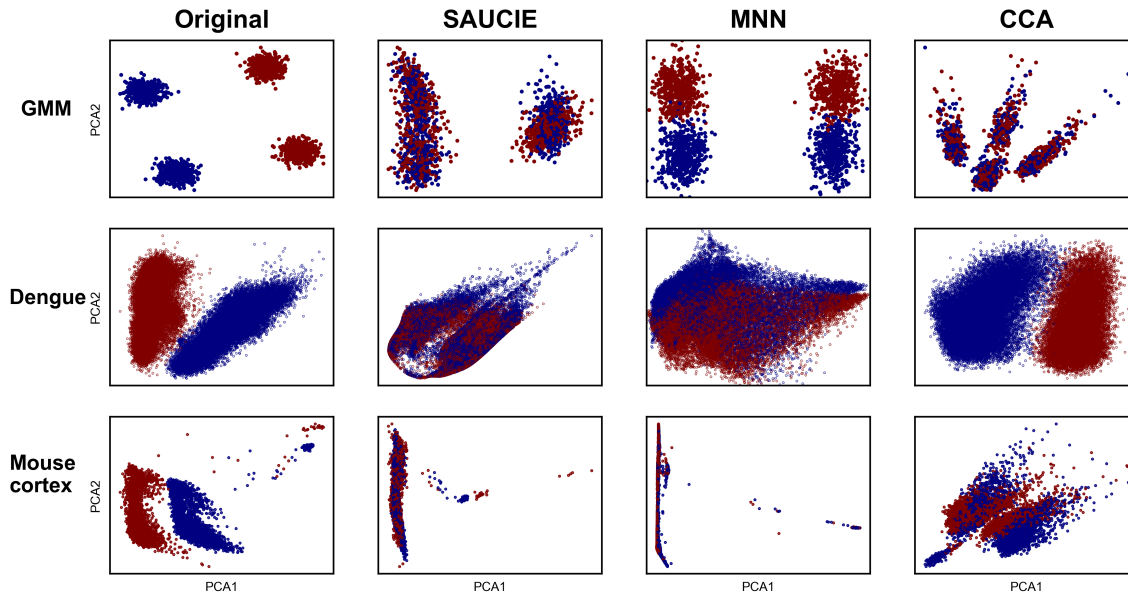 Original SAUCIE MNN CCA
GMM
PCA2
Dengue
PCA2
Mouse
cortex
PCA2
PCA1 PCA1 PCA1 PCA1